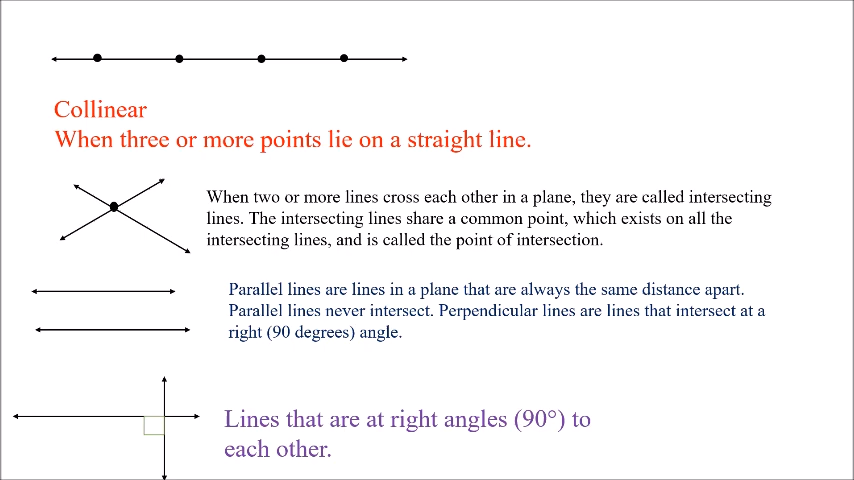 Collinear
When three or more points lie on a straight line.
When two or more lines cross each other in a plane, they are called intersecting
lines. The intersecting lines share a common point, which exists on all the
intersecting lines, and is called the point of intersection.
Parallel lines are lines in a plane that are always the same distance apart.
Parallel lines never intersect. Perpendicular lines are lines that intersect at a
right (90 degrees) angle.
Lines that are at right angles (90°) to
each other.